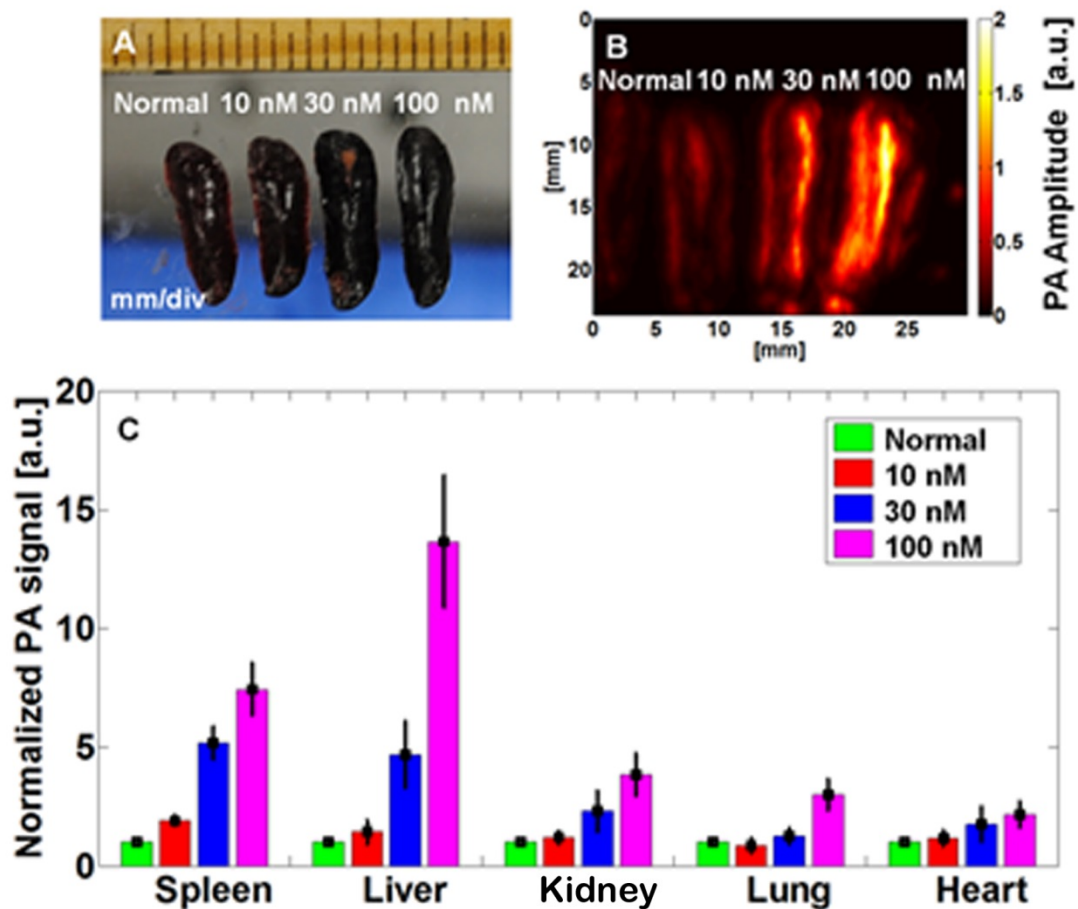 A
Normal 10 nM 30 nM 100 nM
mm/div
B
Normal 10 nM 30 nM 100 nM
0
5
10
15
20
[mm]
0 5 10 15 20 25
[mm]
2
1.5
1
0.5
0
PA Amplitude [a.u.]
C
Normalized PA signal [a.u.]
20
15
10
5
0
Normal
10 nM
30 nM
100 nM
Spleen Liver Kidney Lung Heart